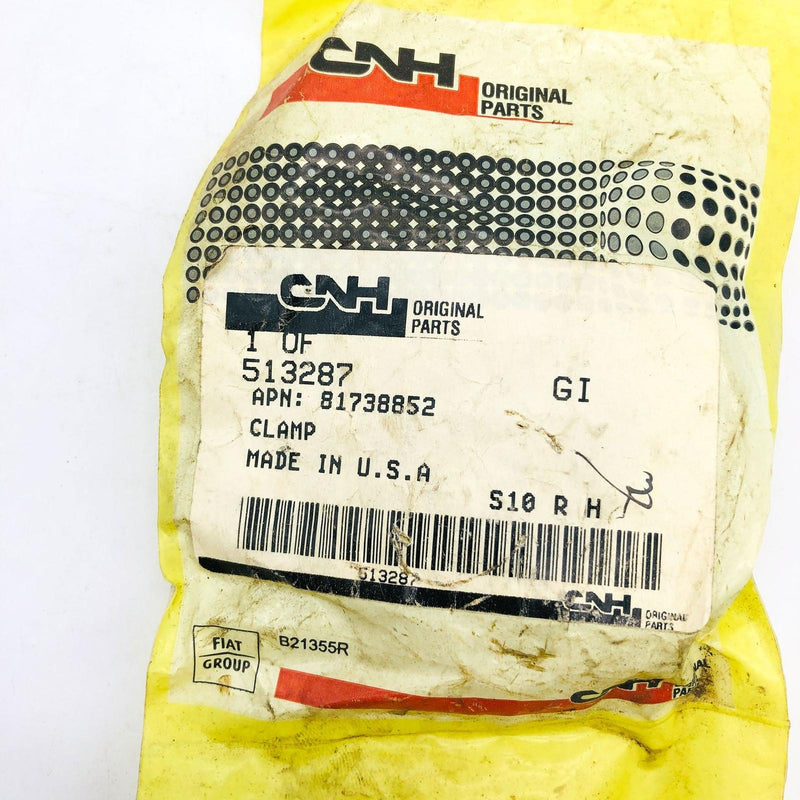 CNH
ORIGINAL
PARTS
CNH
ORIGINAL
PARTS
1 OF
513287
GI
APN: 81738852
CLAMP
MADE IN U.S.A
S10 R H
513287
CNH
ORIGINAL
PARTS
FIAT
GROUP
B21355R
CNH